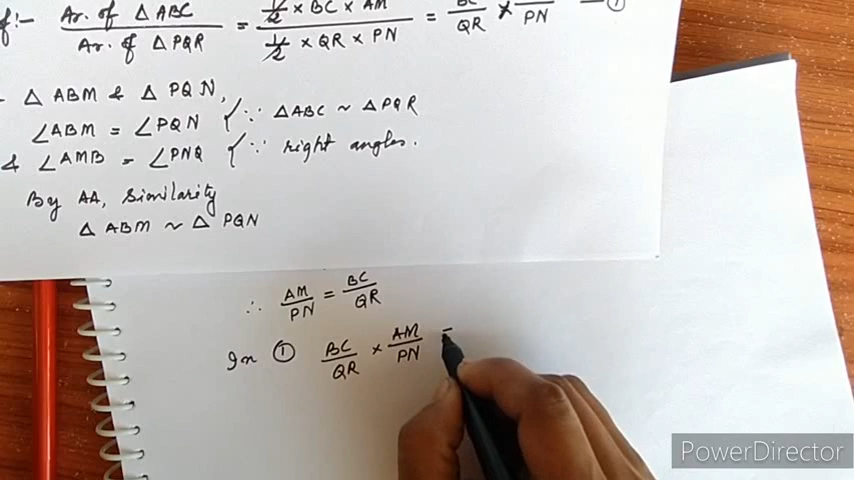 f:- Ar. of △ABC / Ar. of △PQR = 1/2 × BC × AM / 1/2 × QR × PN = BC / QR × / PN — ①
△ ABM & △ PQN,
∠ABM = ∠PQN { ∵ △ABC ~ △PQR
& ∠AMB = ∠PNQ { ∵ right angles.
By AA, Similarity
△ ABM ~ △ PQN
∴ AM/PN = BC/QR
In ① BC/QR × AM/PN =
PowerDirector